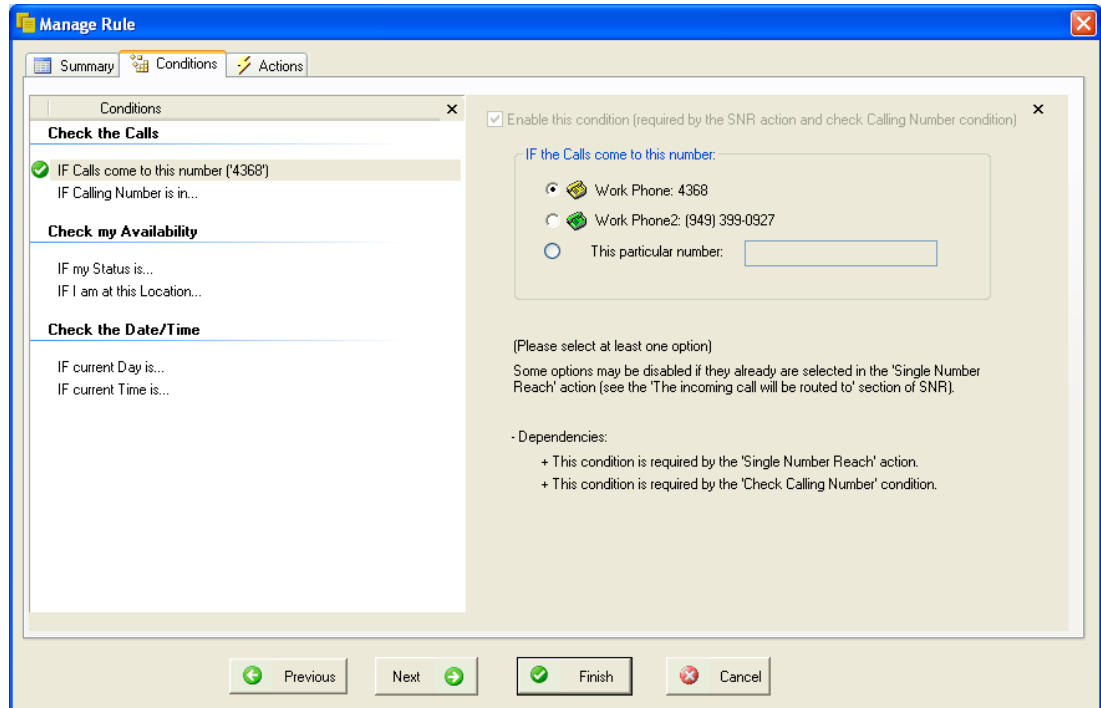 Manage Rule
Summary
Conditions
Actions
Conditions
Check the Calls
IF Calls come to this number ('4368')
IF Calling Number is in...
Check my Availability
IF my Status is...
IF I am at this Location...
Check the Date/Time
IF current Day is...
IF current Time is...
Enable this condition (required by the SNR action and check Calling Number condition)
IF the Calls come to this number:
Work Phone: 4368
Work Phone2: (949) 399-0927
This particular number:
(Please select at least one option)
Some options may be disabled if they already are selected in the 'Single Number
Reach' action (see the 'The incoming call will be routed to' section of SNR).
- Dependencies:
+ This condition is required by the 'Single Number Reach' action.
+ This condition is required by the 'Check Calling Number' condition.
Previous
Next
Finish
Cancel